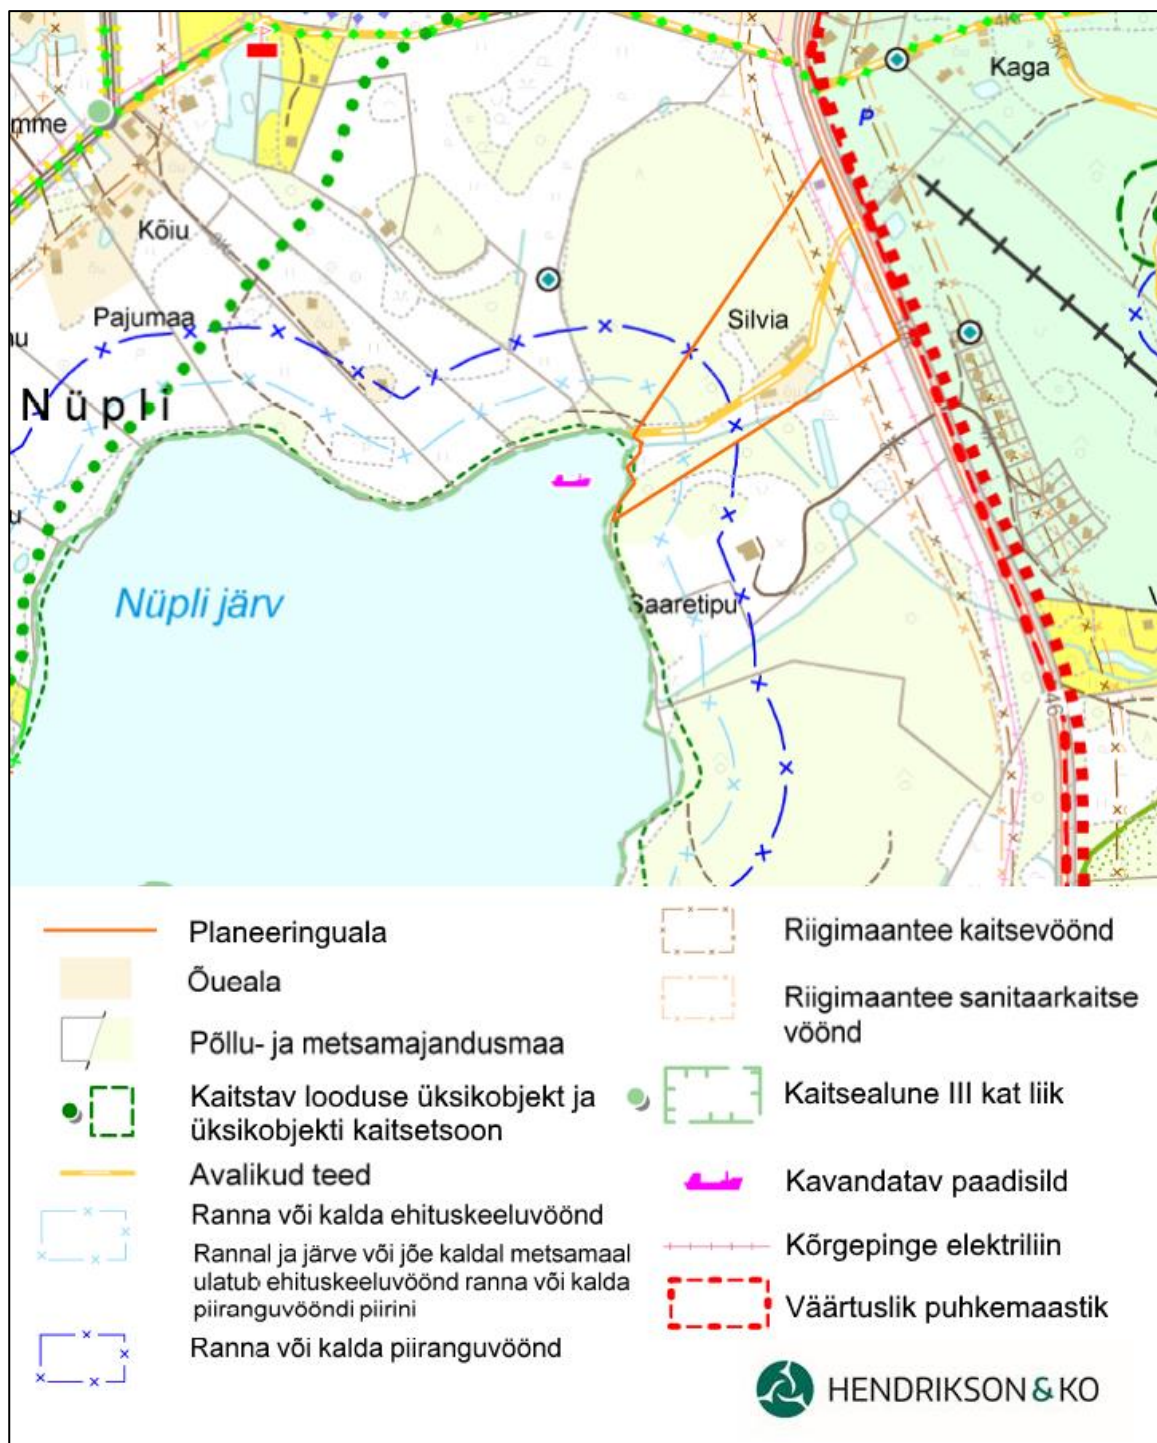 Kaga
P
mme
Kõiu
Pajumaa
Silvia
Nüpli
Saaretipu
Nüpli järv
46
Planeeringuala
Õueala
Põllu- ja metsamajandusmaa
Kaitstav looduse üksikobjekt ja
üksikobjekti kaitsetsoon
Avalikud teed
Ranna või kalda ehituskeeluvöönd
Rannal ja järve või jõe kaldal metsamaal
ulatub ehituskeeluvöönd ranna või kalda
piiranguvööndi piirini
Ranna või kalda piiranguvöönd
Riigimaantee kaitsevöönd
Riigimaantee sanitaarkaitse
vöönd
Kaitsealune III kat liik
Kavandatav paadisild
Kõrgepinge elektriliin
Väärtuslik puhkemaastik
HENDRIKSON & KO